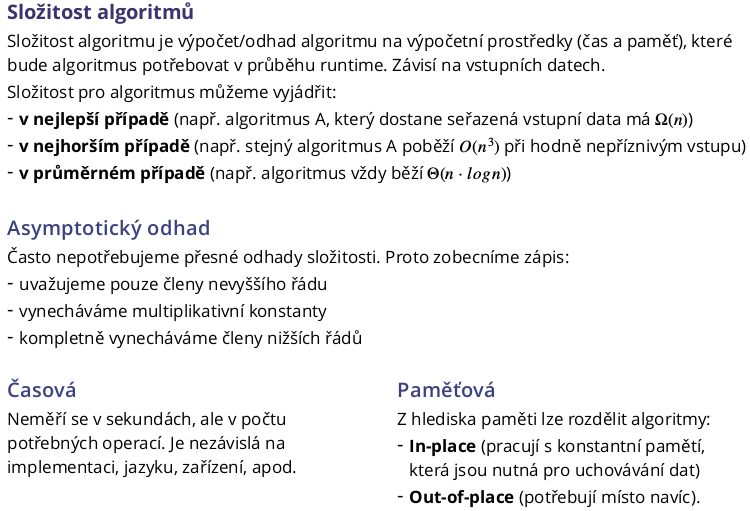 Složitost algoritmů
Složitost algoritmu je výpočet/odhad algoritmu na výpočetní prostředky (čas a paměť), které
bude algoritmus potřebovat v průběhu runtime. Závisí na vstupních datech.
Složitost pro algoritmus můžeme vyjádřit:
- v nejlepší případě (např. algoritmus A, který dostane seřazená vstupní data má Ω(n))
- v nejhorším případě (např. stejný algoritmus A poběží O(n³) při hodně nepříznivým vstupu)
- v průměrném případě (např. algoritmus vždy běží Θ(n · logn))
Asymptotický odhad
Často nepotřebujeme přesné odhady složitosti. Proto zobecníme zápis:
- uvažujeme pouze členy nevyššího řádu
- vynecháváme multiplikativní konstanty
- kompletně vynecháváme členy nižších řádů
Časová
Neměří se v sekundách, ale v počtu
potřebných operací. Je nezávislá na
implementaci, jazyku, zařízení, apod.
Paměťová
Z hlediska paměti lze rozdělit algoritmy:
- In-place (pracují s konstantní pamětí,
která jsou nutná pro uchovávání dat)
- Out-of-place (potřebují místo navíc).